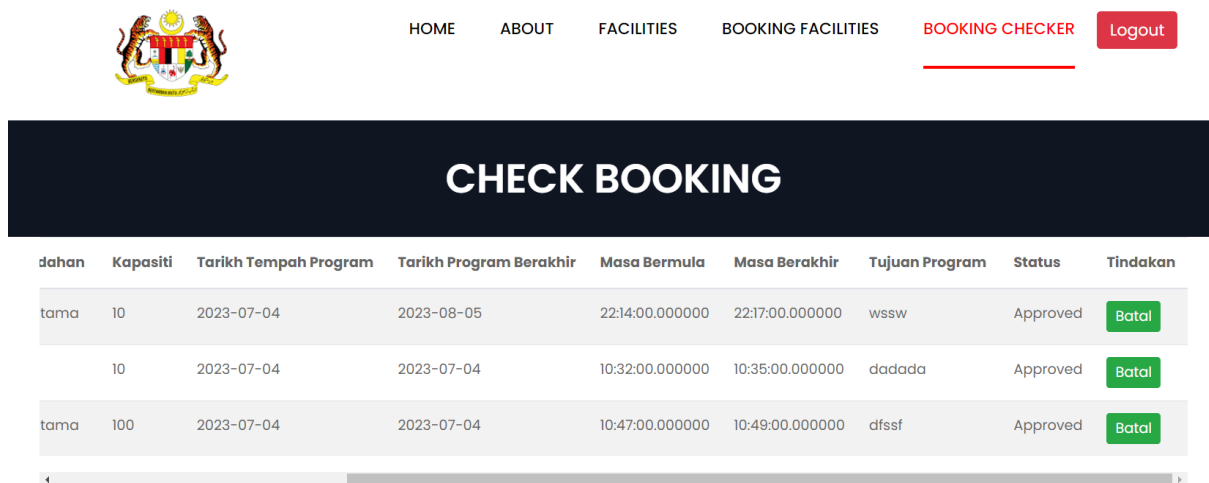 HOME ABOUT FACILITIES BOOKING FACILITIES BOOKING CHECKER Logout
CHECK BOOKING
dahan Kapasiti Tarikh Tempah Program Tarikh Program Berakhir Masa Bermula Masa Berakhir Tujuan Program Status Tindakan
tama 10 2023-07-04 2023-08-05 22:14:00.000000 22:17:00.000000 wssw Approved Batal
10 2023-07-04 2023-07-04 10:32:00.000000 10:35:00.000000 dadada Approved Batal
tama 100 2023-07-04 2023-07-04 10:47:00.000000 10:49:00.000000 dfssf Approved Batal